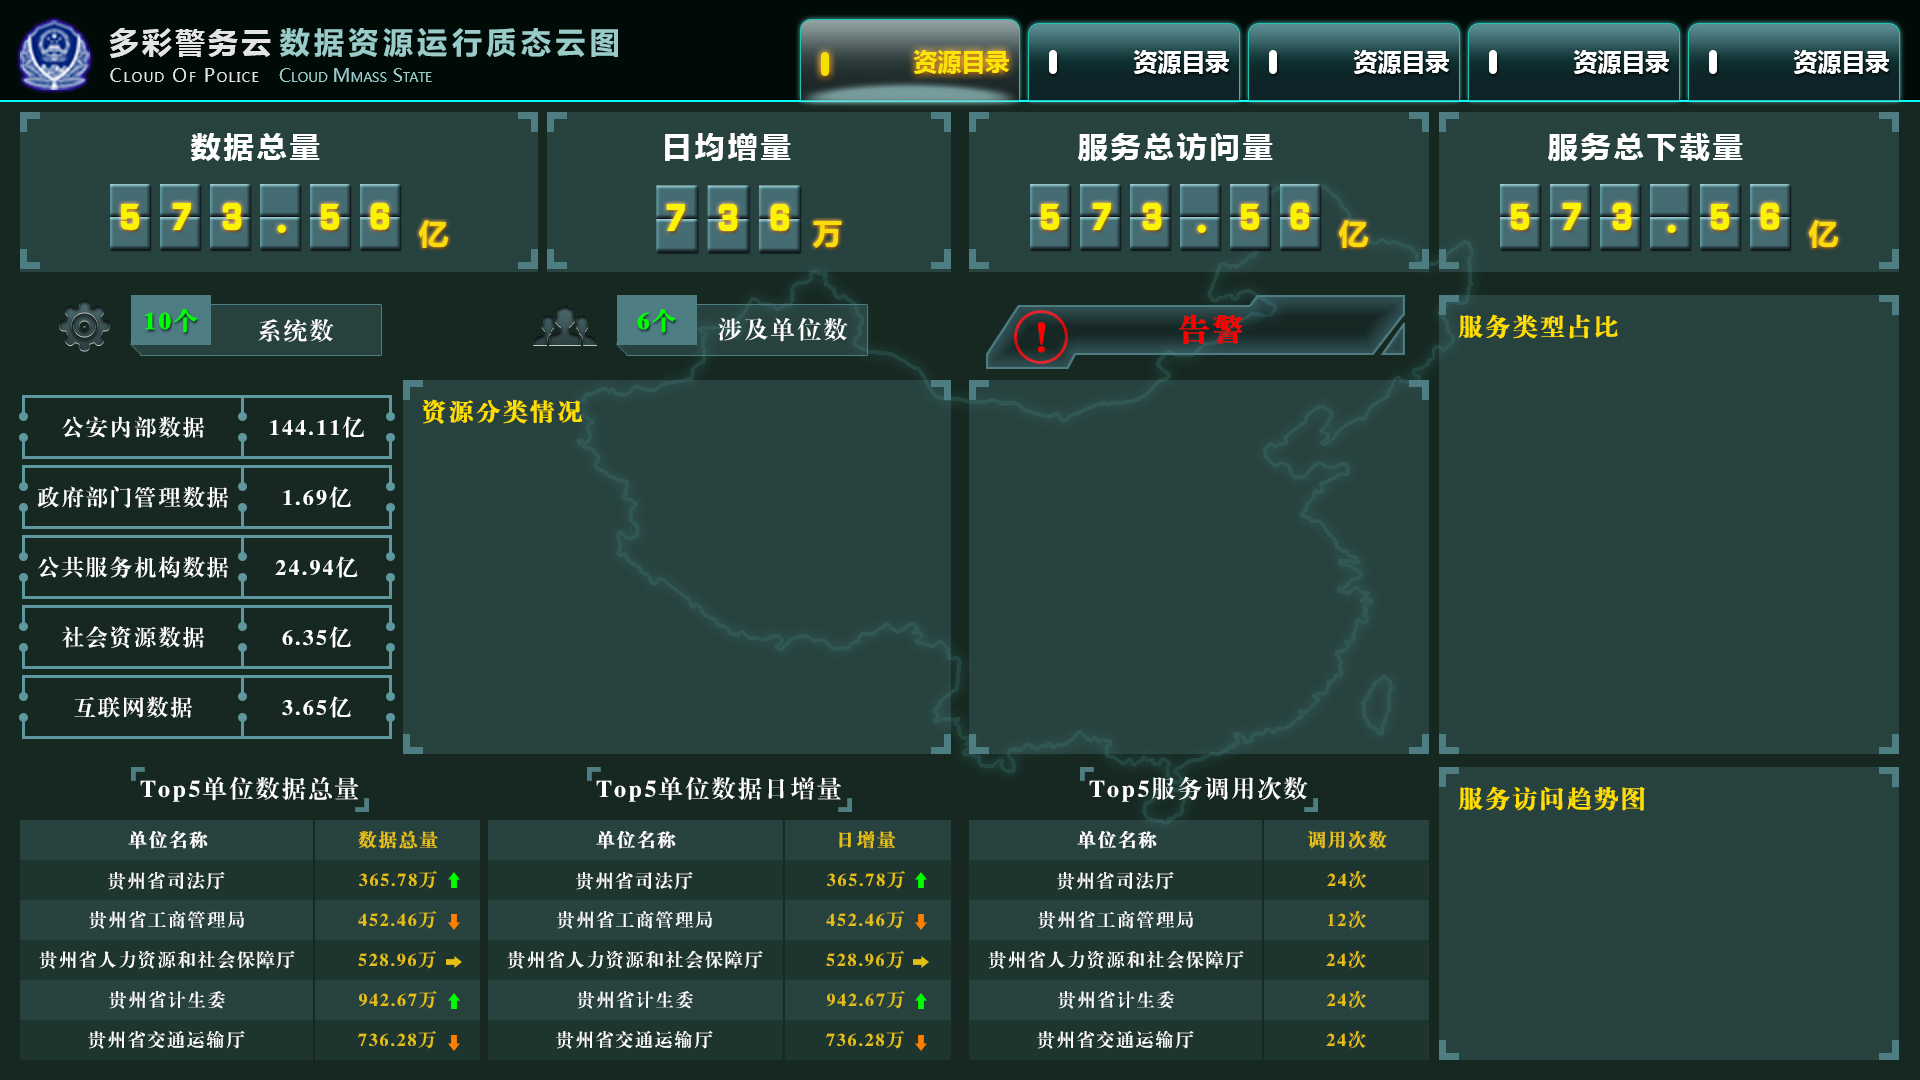 多彩警务云 数据资源运行质态云图
Cloud Of Police Cloud Mmass State
资源目录
资源目录
资源目录
资源目录
资源目录
数据总量
573.56亿
日均增量
736万
服务总访问量
573.56亿
服务总下载量
573.56亿
10个 系统数
6个 涉及单位数
! 告警
服务类型占比
公安内部数据 144.11亿
政府部门管理数据 1.69亿
公共服务机构数据 24.94亿
社会资源数据 6.35亿
互联网数据 3.65亿
资源分类情况
Top5单位数据总量
单位名称 数据总量
贵州省司法厅 365.78万
贵州省工商管理局 452.46万
贵州省人力资源和社会保障厅 528.96万
贵州省计生委 942.67万
贵州省交通运输厅 736.28万
Top5单位数据日增量
单位名称 日增量
贵州省司法厅 365.78万
贵州省工商管理局 452.46万
贵州省人力资源和社会保障厅 528.96万
贵州省计生委 942.67万
贵州省交通运输厅 736.28万
Top5服务调用次数
单位名称 调用次数
贵州省司法厅 24次
贵州省工商管理局 12次
贵州省人力资源和社会保障厅 24次
贵州省计生委 24次
贵州省交通运输厅 24次
服务访问趋势图